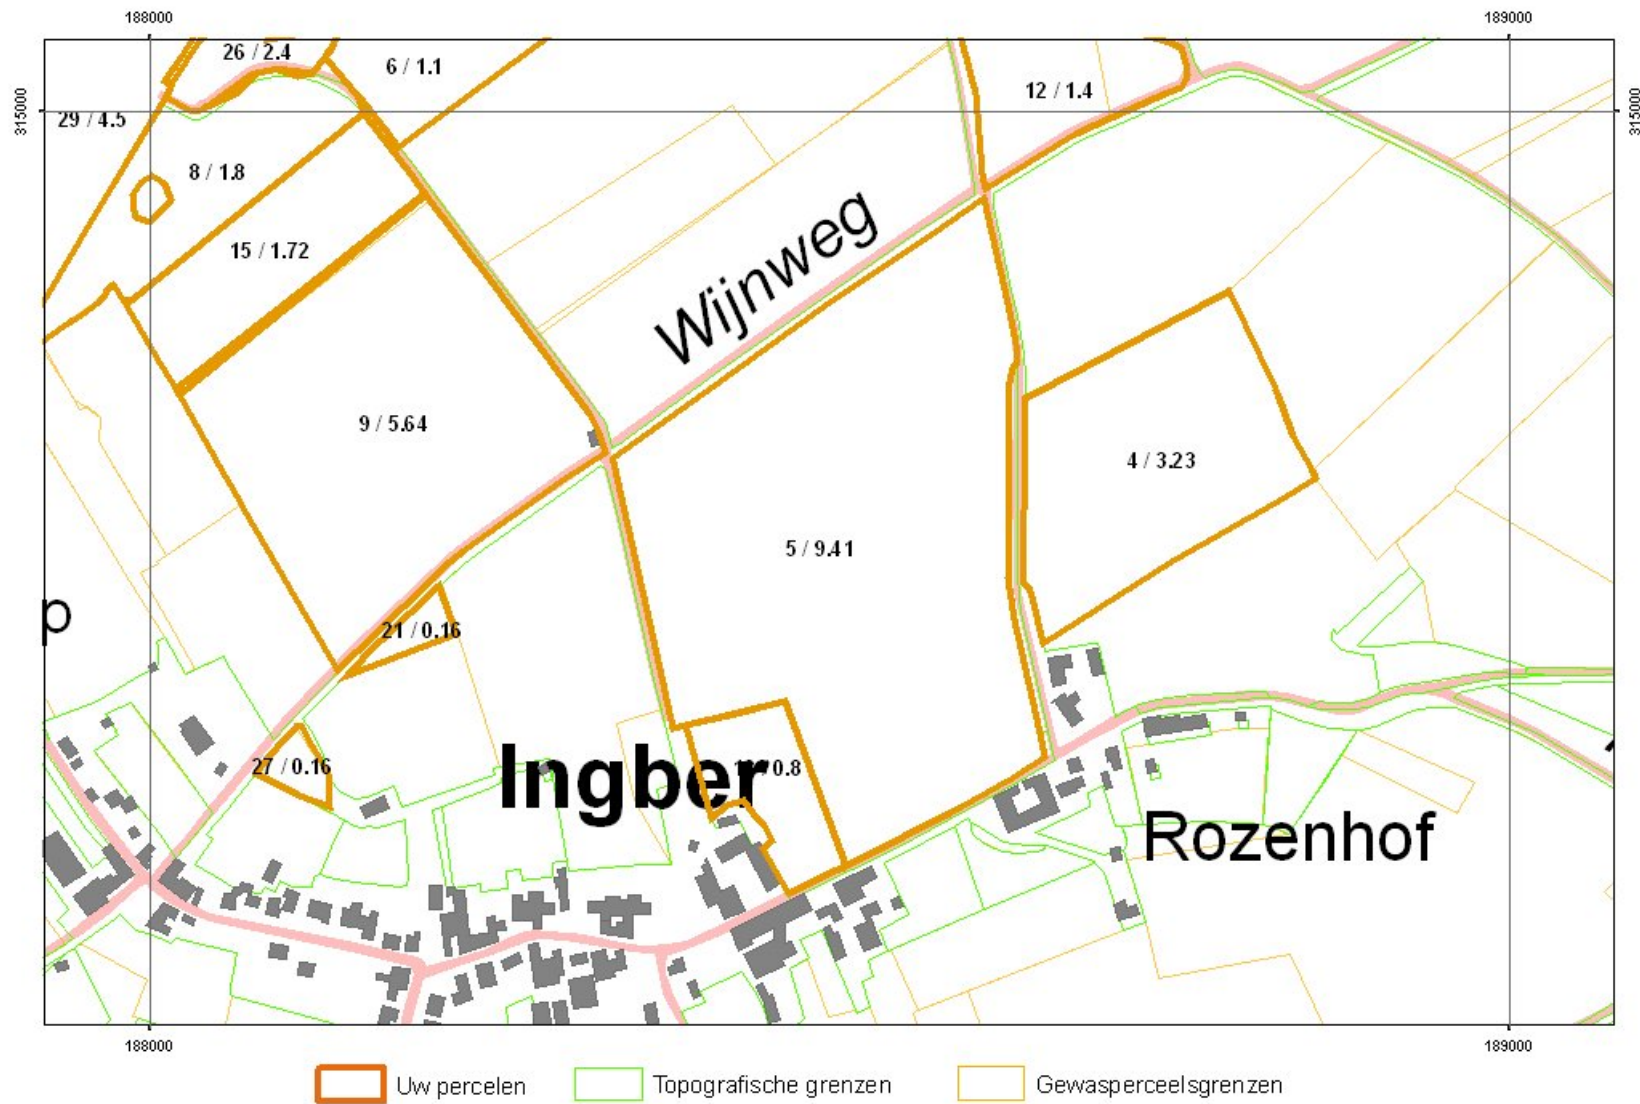 188000
189000
26 / 2.4
6 / 1.1
12 / 1.4
315000
315000
29 / 4.5
8 / 1.8
15 / 1.72
Wijnweg
9 / 5.64
4 / 3.23
5 / 9.41
p
21 / 0.16
27 / 0.16
Ingber
/ 0.8
Rozenhof
188000
189000
Uw percelen
Topografische grenzen
Gewasperceelsgrenzen